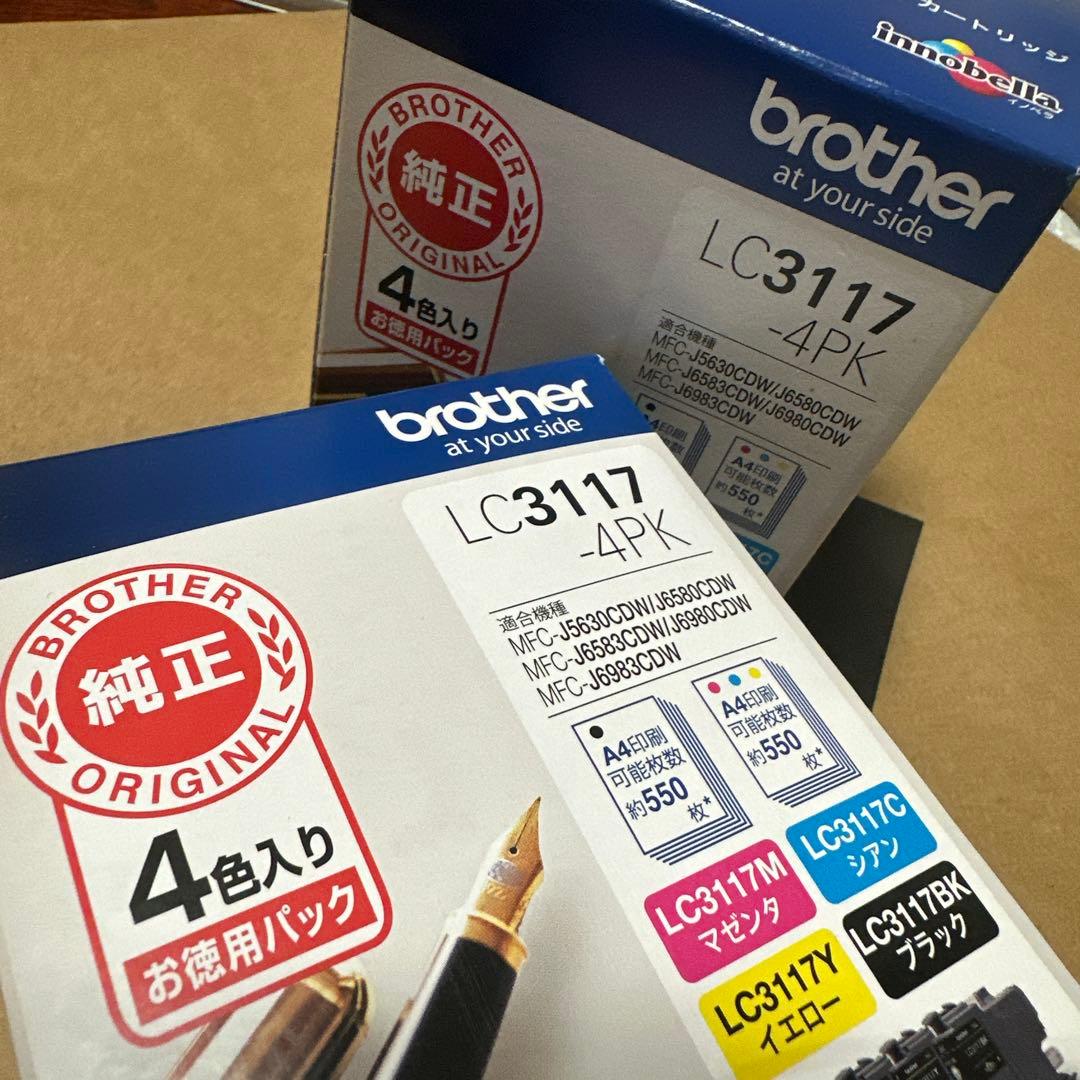 カートリッジ
innobella
イノベラ
brother
at your side
BROTHER
純正
ORIGINAL
4色入り
お徳用パック
LC3117
-4PK
適合機種
MFC-J5630CDW/J6580CDW
MFC-J6583CDW/J6980CDW
MFC-J6983CDW
A4印刷
A4印刷
可能枚数
約550
枚*
LC3117C
brother
at your side
LC3117
-4PK
適合機種
MFC-J5630CDW/J6580CDW
MFC-J6583CDW/J6980CDW
MFC-J6983CDW
BROTHER
純正
ORIGINAL
4色入り
お徳用パック
A4印刷
可能枚数
約550
枚*
A4印刷
可能枚数
約550
枚*
LC3117M
マゼンタ
LC3117C
シアン
LC3117Y
イエロー
LC3117BK
ブラック